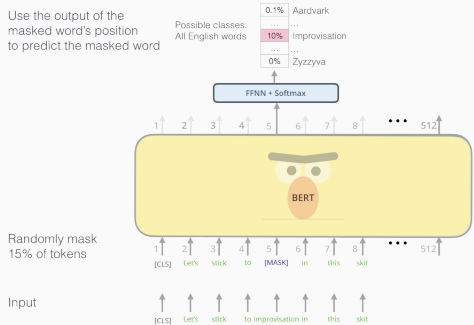 Use the output of the
masked word's position
to predict the masked word
Possible classes:
All English words
0.1% Aardvark
... ...
10% Improvisation
... ...
0% Zyzzyva
FFNN + Softmax
1 2 3 4 5 6 7 8 ... 512
BERT
Randomly mask
15% of tokens
1 2 3 4 5 6 7 8 ... 512
[CLS] Let's stick to [MASK] in this skit
Input
[CLS] Let's stick to improvisation in this skit